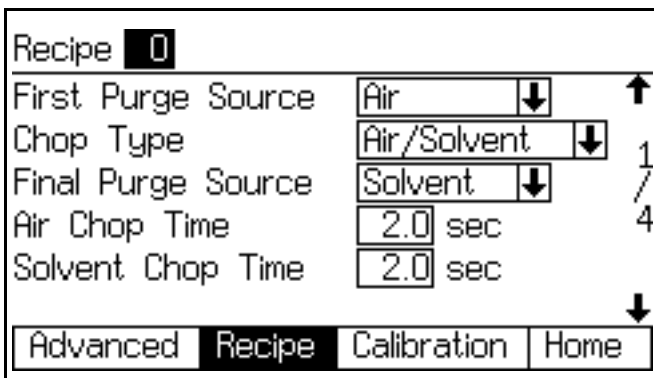 Recipe 0
First Purge Source Air
Chop Type Air/Solvent
Final Purge Source Solvent
Air Chop Time 2.0 sec
Solvent Chop Time 2.0 sec
1/4
Advanced Recipe Calibration Home